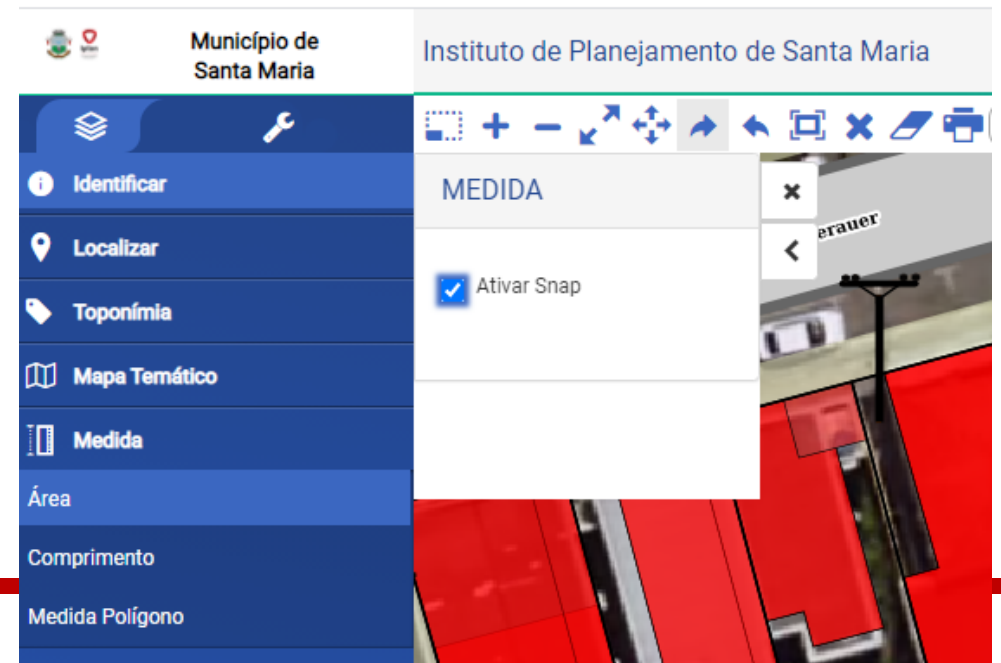 Município de
Santa Maria
Instituto de Planejamento de Santa Maria
Identificar
MEDIDA
erauer
Localizar
Ativar Snap
Toponímia
Mapa Temático
Medida
Área
Comprimento
Medida Polígono